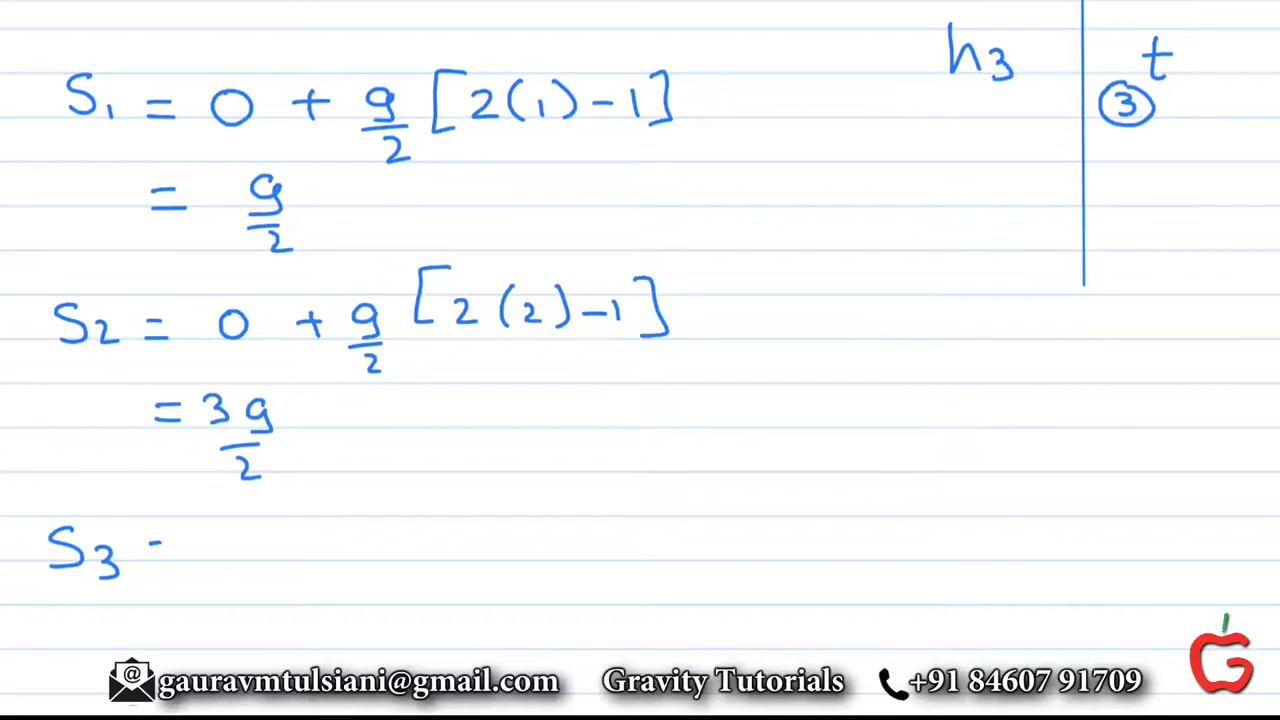 h3 t
③
S₁ = 0 + g/2 [2(1) - 1]
= g/2
S₂ = 0 + g/2 [2(2) - 1]
= 3g/2
S₃ -
@ gauravmtulsiani@gmail.com Gravity Tutorials +91 84607 91709 G